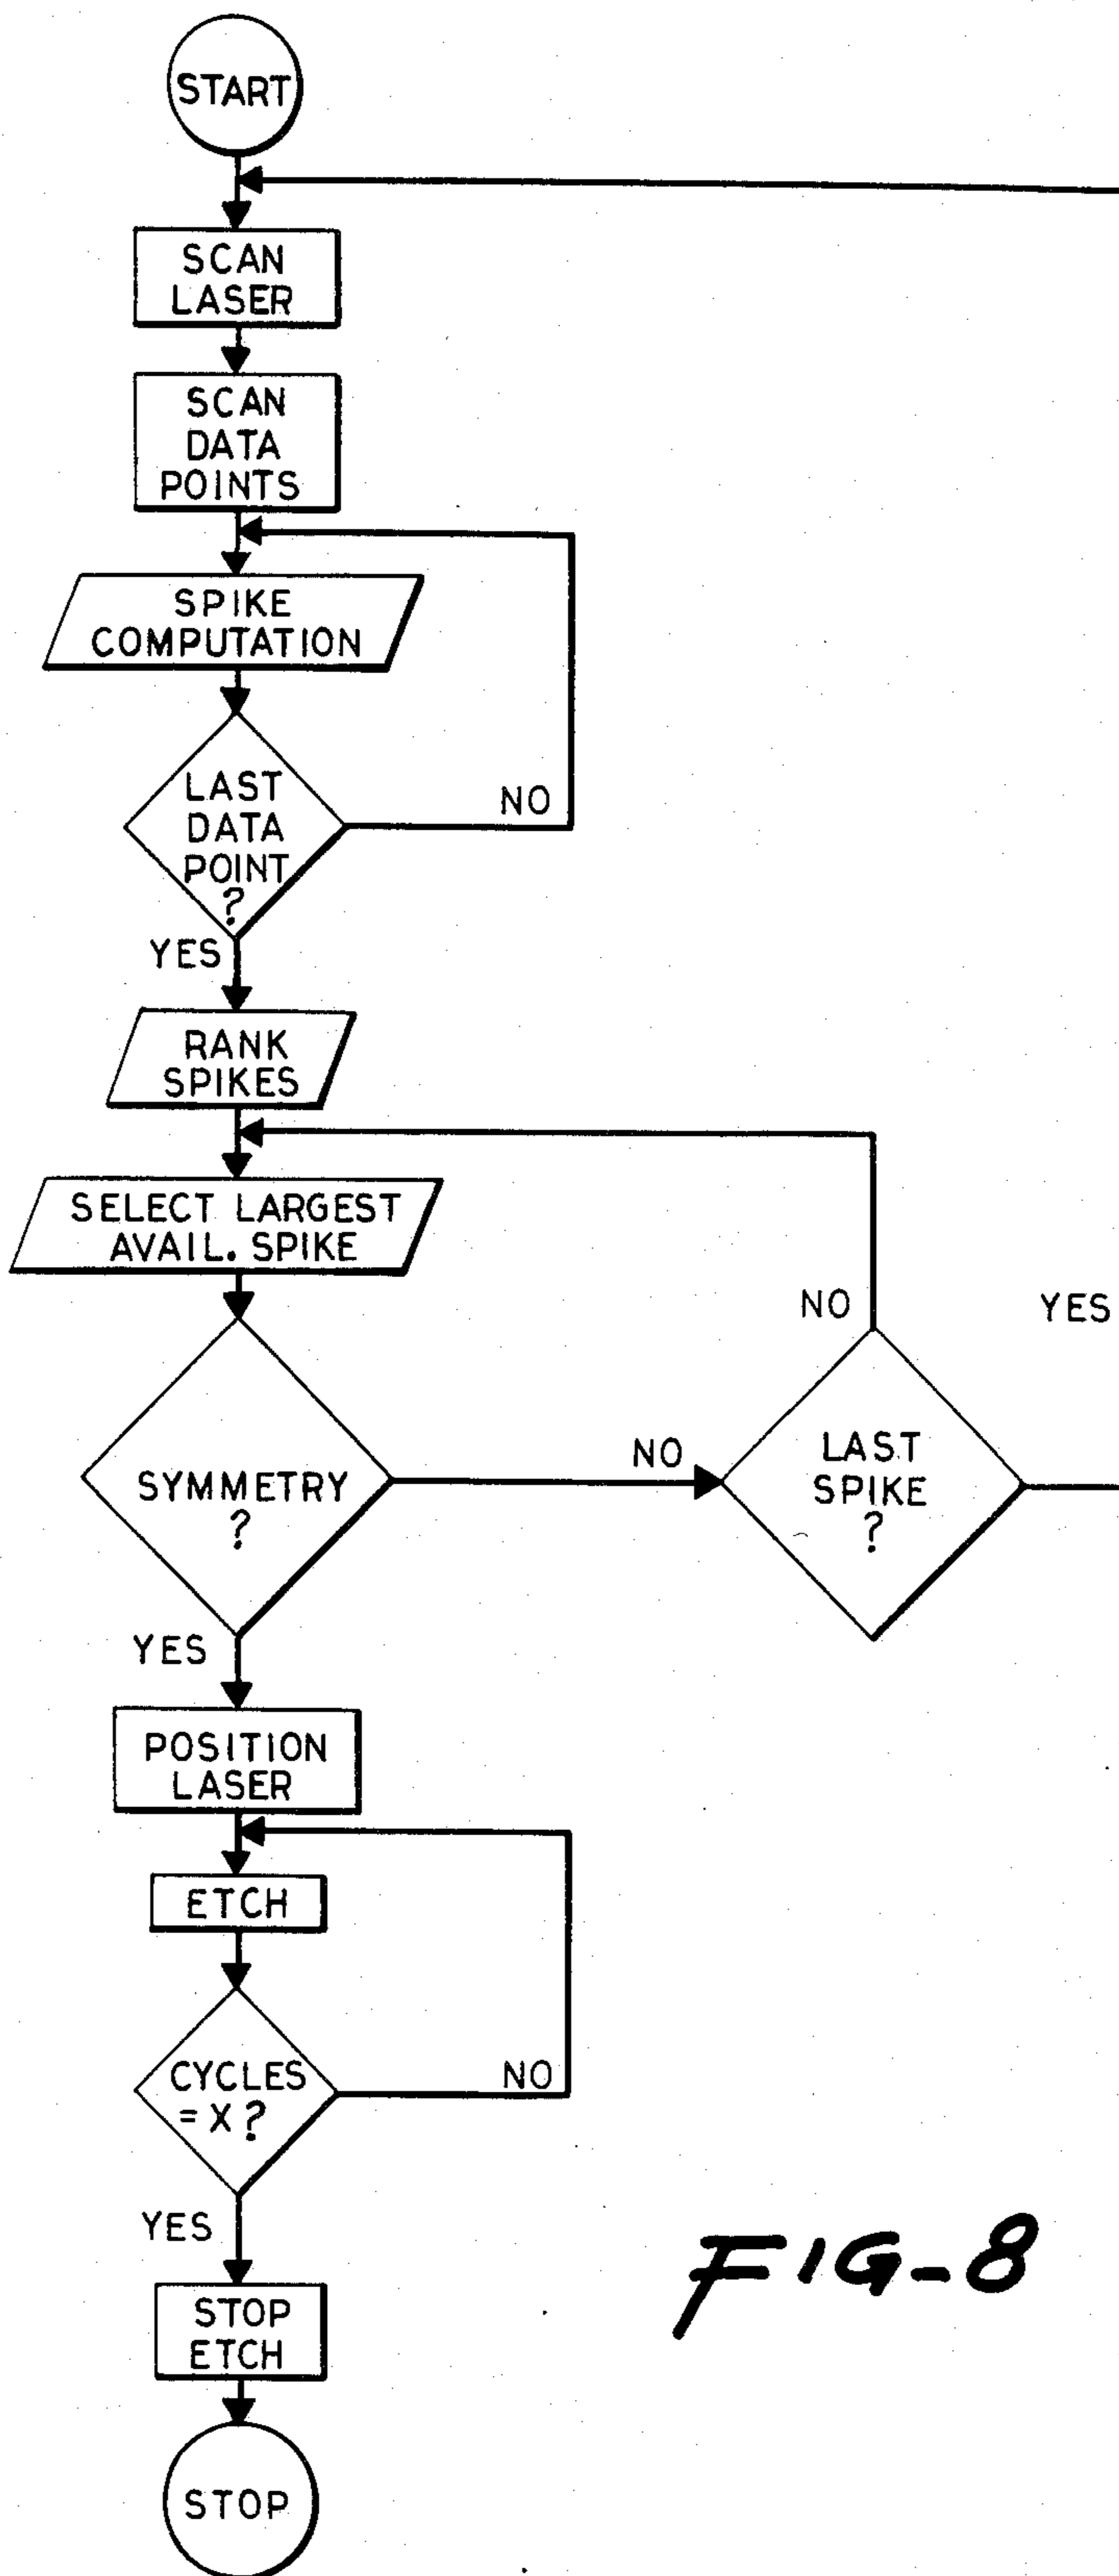 START
SCAN
LASER
SCAN
DATA
POINTS
SPIKE
COMPUTATION
LAST
DATA
POINT
?
NO
YES
RANK
SPIKES
SELECT LARGEST
AVAIL. SPIKE
SYMMETRY
?
NO
LAST
SPIKE
?
NO
YES
YES
POSITION
LASER
ETCH
CYCLES
= X ?
NO
YES
STOP
ETCH
STOP
FIG-8